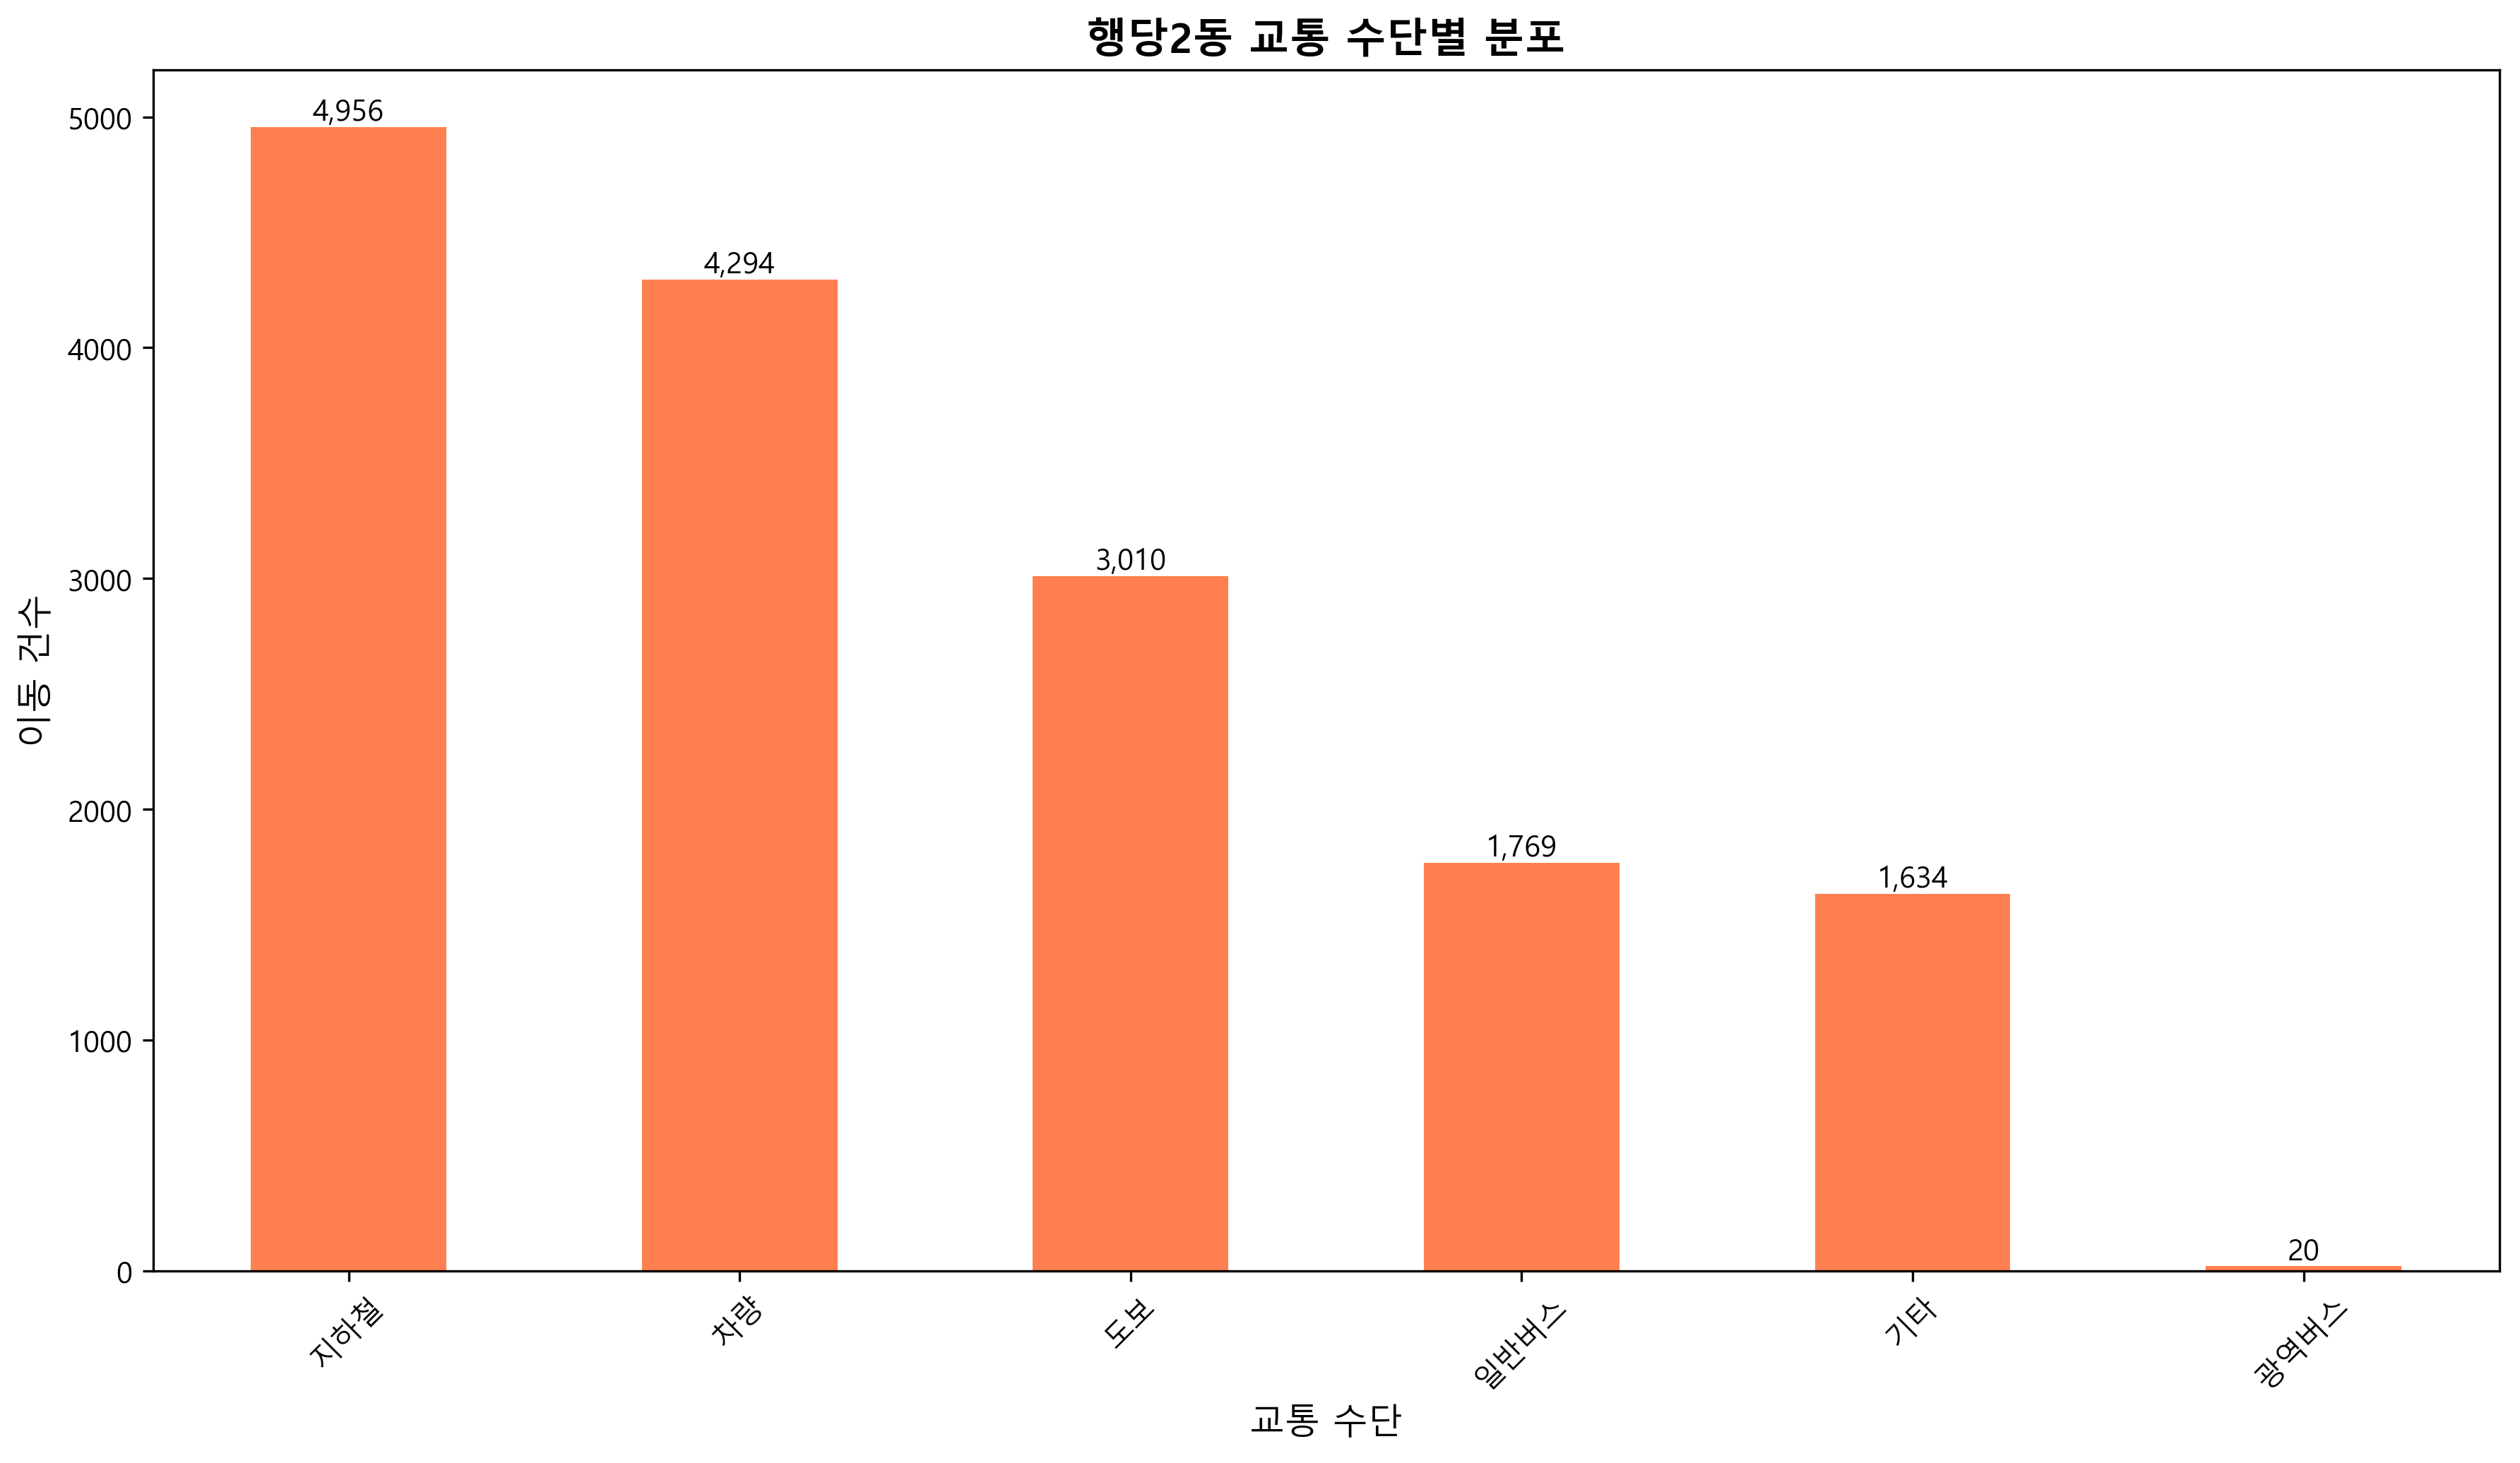 행당2동 교통 수단별 분포
이동 건수
5000
4000
3000
2000
1000
0
4,956
4,294
3,010
1,769
1,634
20
지하철
차량
도보
일반버스
기타
광역버스
교통 수단